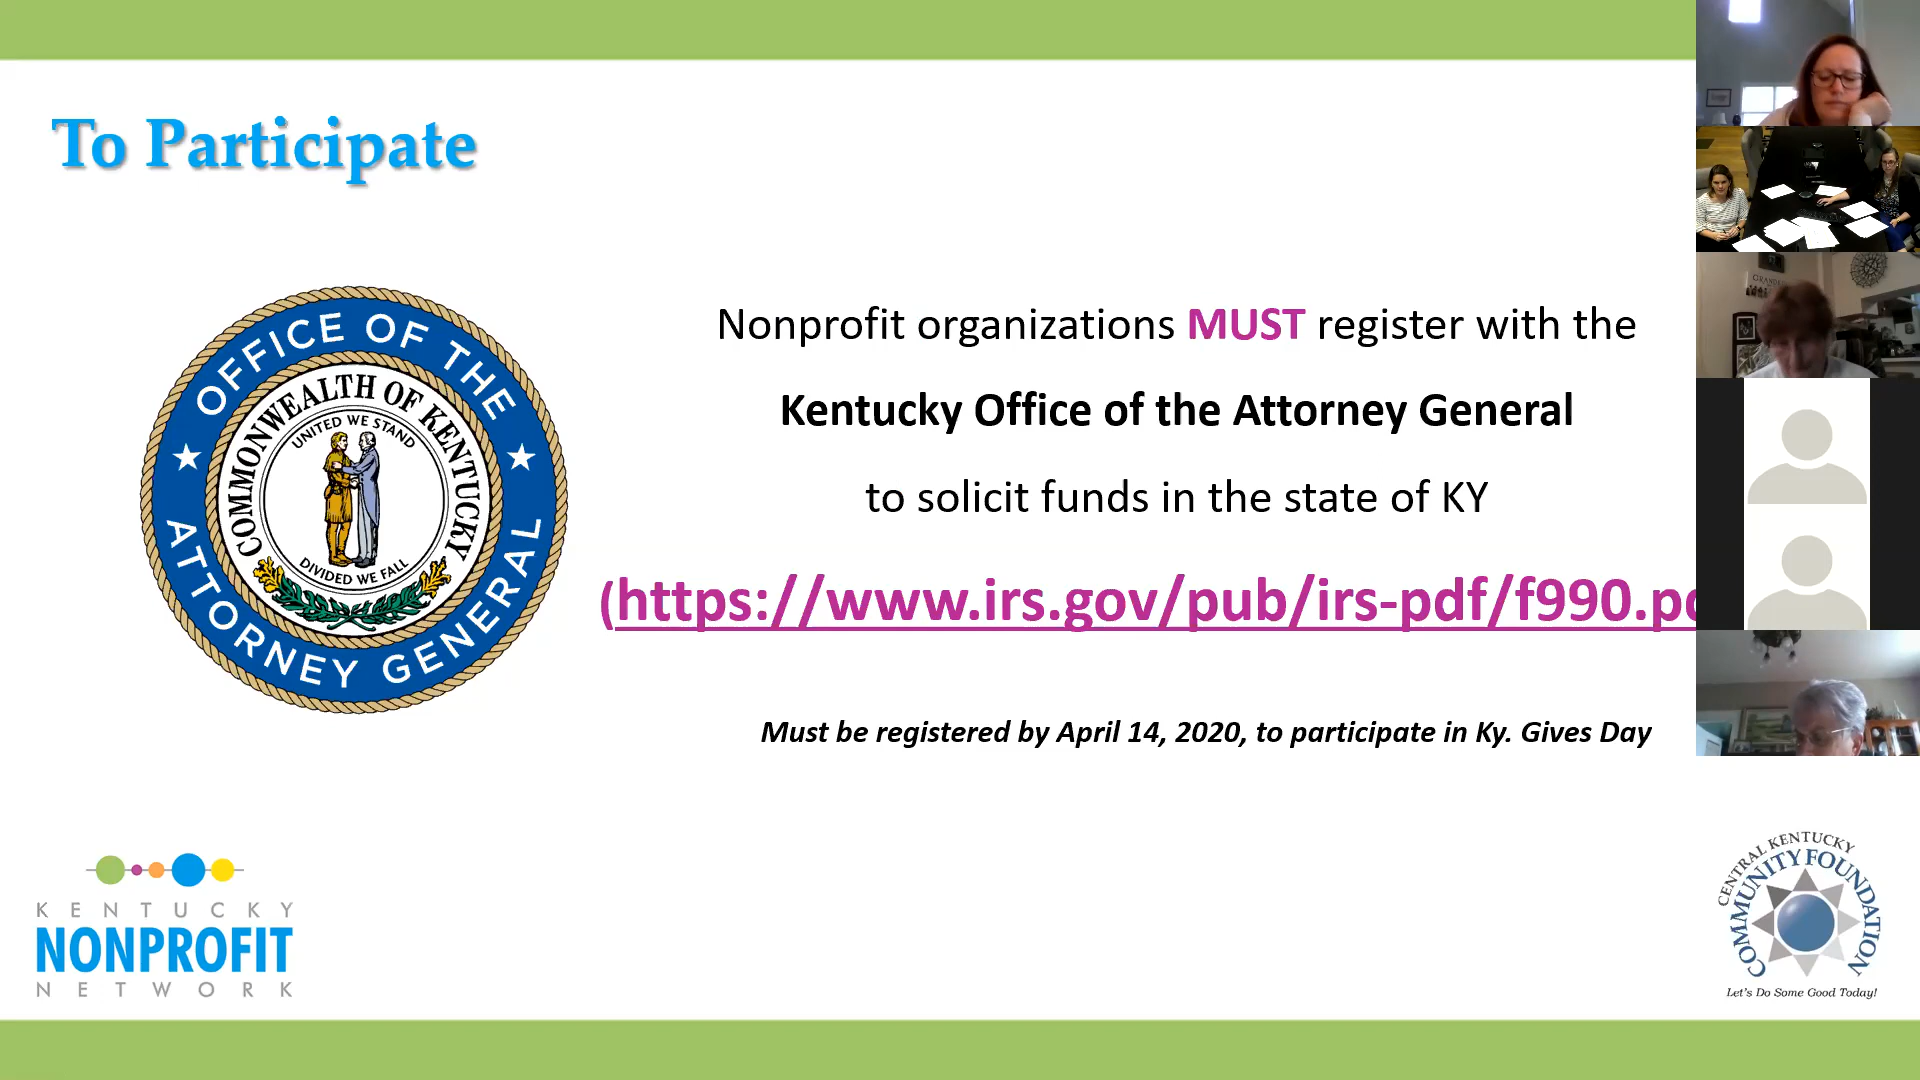 To Participate
OFFICE OF THE
ATTORNEY GENERAL
COMMONWEALTH OF KENTUCKY
UNITED WE STAND
DIVIDED WE FALL
Nonprofit organizations MUST register with the
Kentucky Office of the Attorney General
to solicit funds in the state of KY
(https://www.irs.gov/pub/irs-pdf/f990.p
Must be registered by April 14, 2020, to participate in Ky. Gives Day
KENTUCKY
NONPROFIT
NETWORK
CENTRAL KENTUCKY
COMMUNITY FOUNDATION
Let's Do Some Good Today!